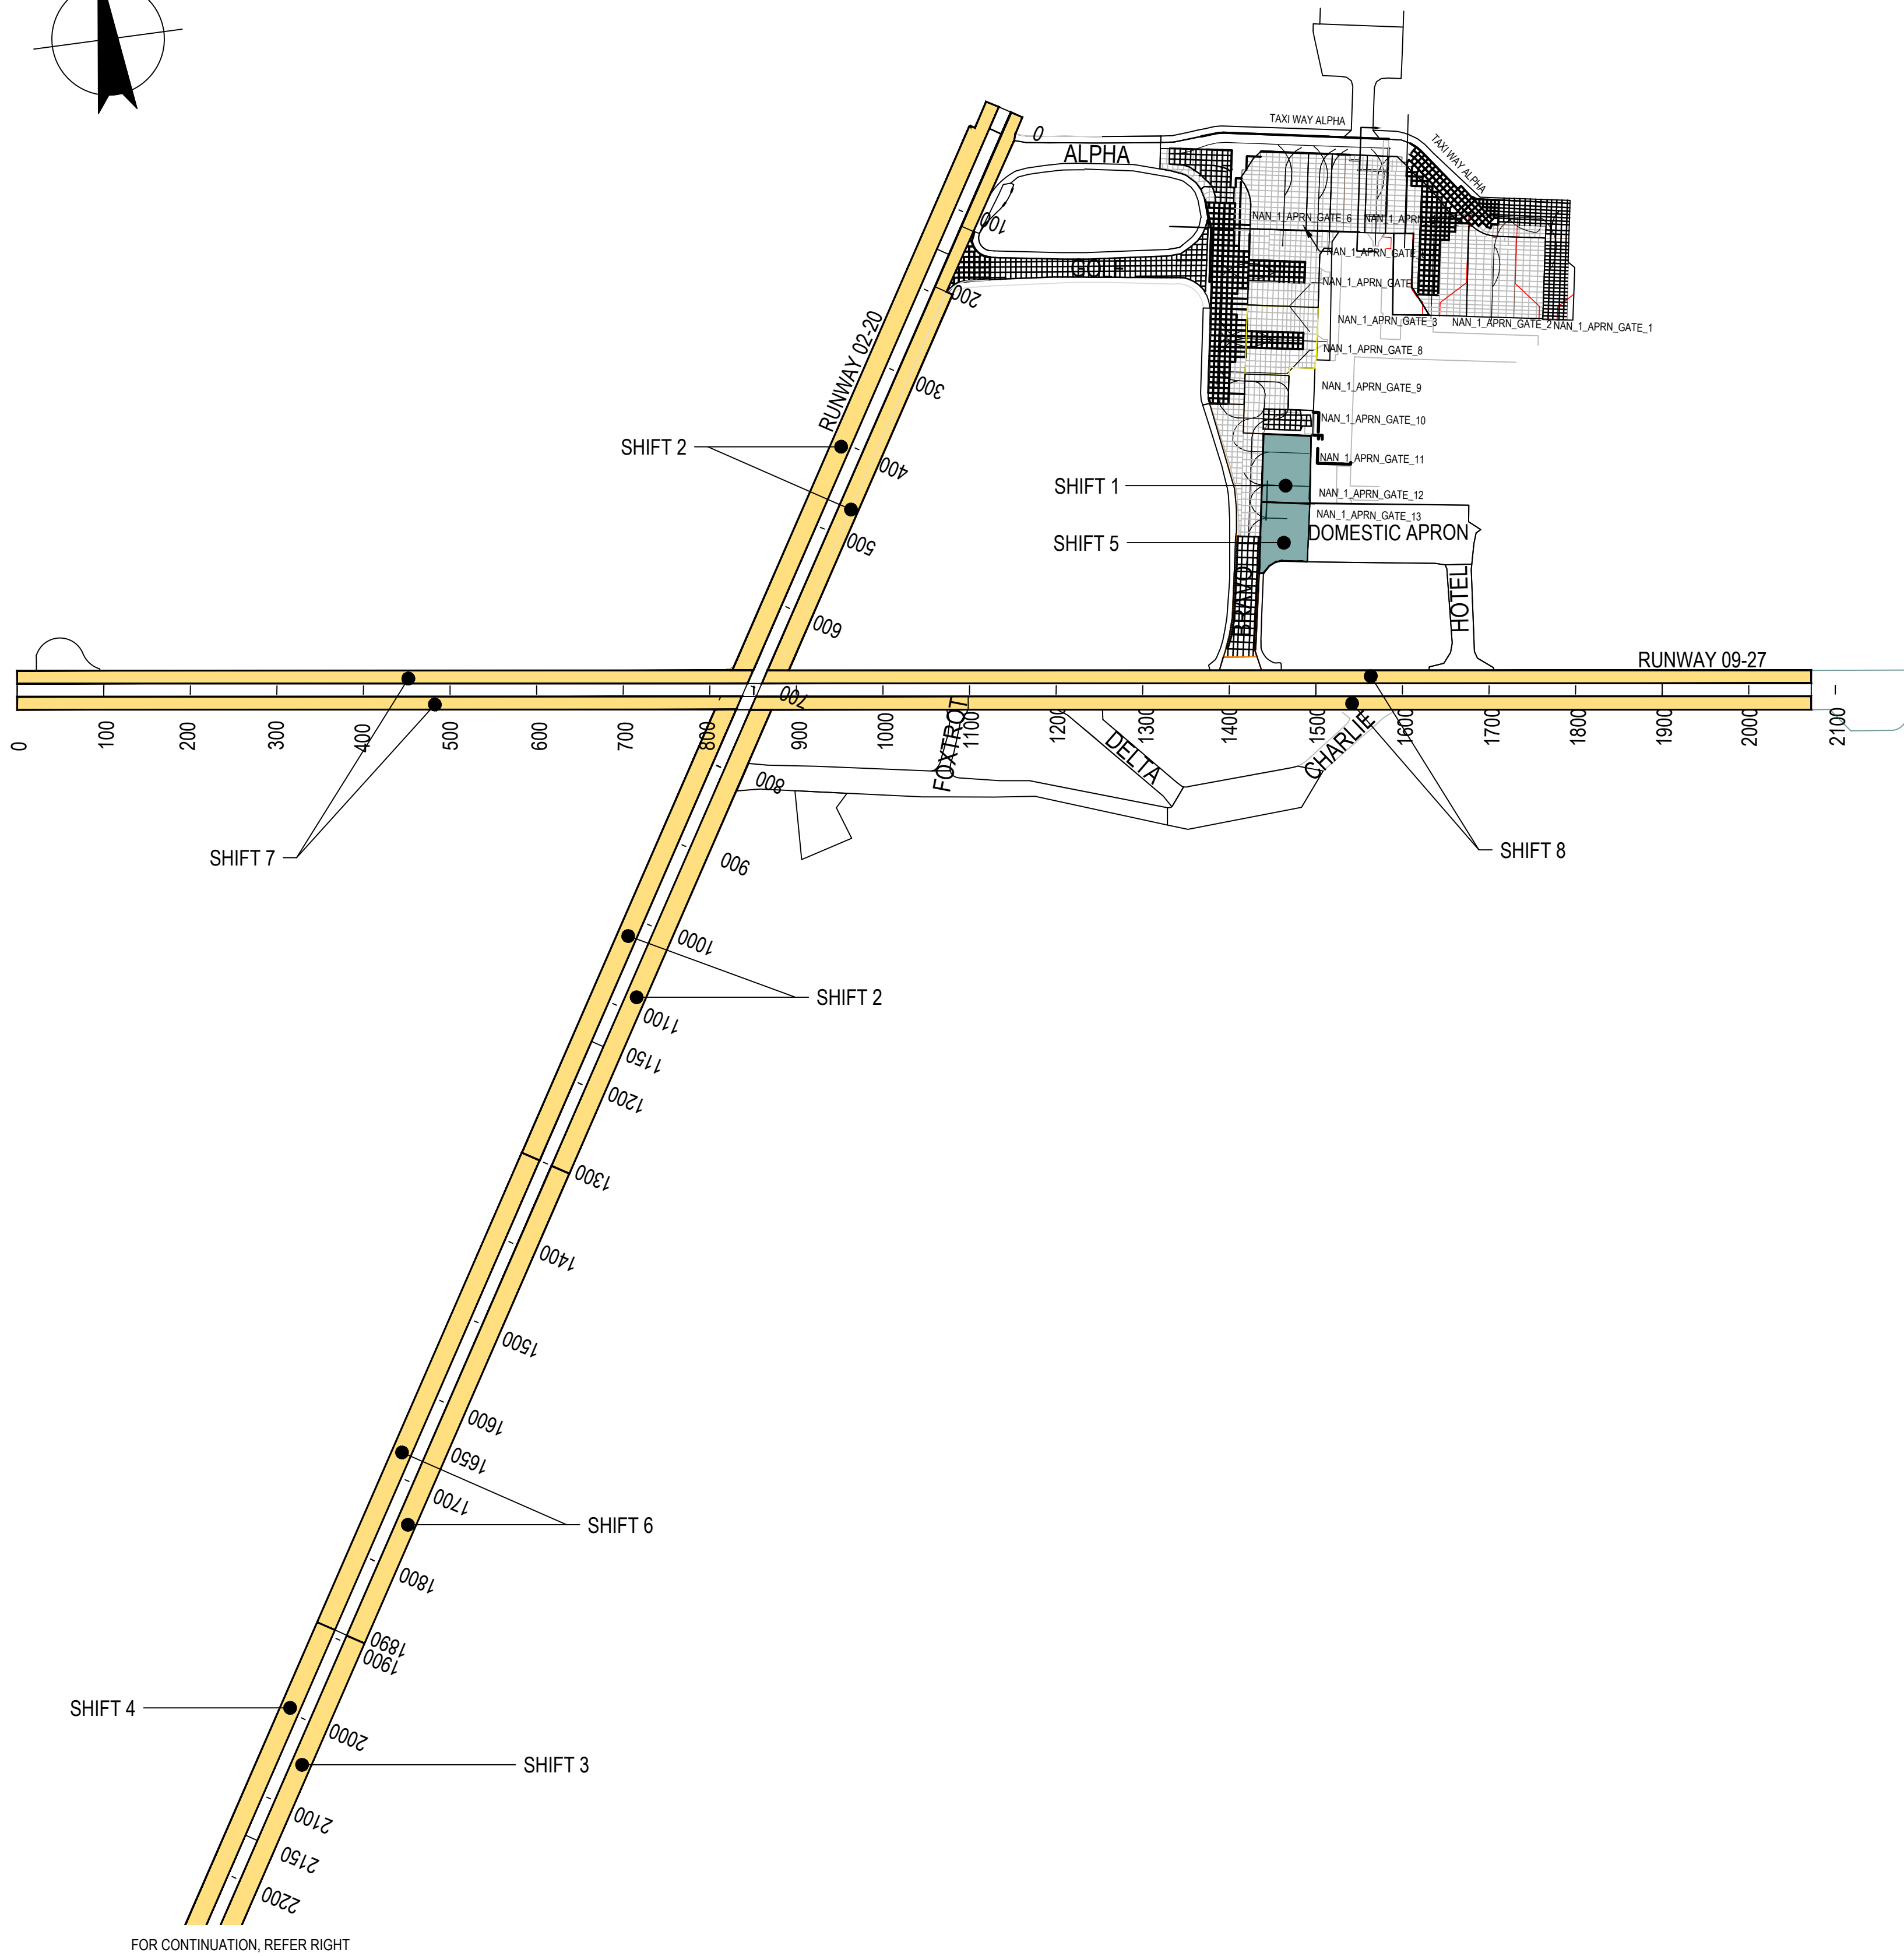 TAXI WAY ALPHA
TAXI WAY ALPHA
0
ALPHA
100
NAN_1_APRN_GATE_6
NAN_1_APRN
NAN_1_APRN_GATE
GOLF
NAN_1_APRN_GATE
200
NAN_1_APRN_GATE_3
NAN_1_APRN_GATE_2
NAN_1_APRN_GATE_1
RUNWAY 02-20
NAN_1_APRN_GATE_8
300
NAN_1_APRN_GATE_9
NAN_1_APRN_GATE_10
SHIFT 2
400
NAN_1_APRN_GATE_11
SHIFT 1
NAN_1_APRN_GATE_12
NAN_1_APRN_GATE_13
500
SHIFT 5
DOMESTIC APRON
BRAVO
HOTEL
600
RUNWAY 09-27
700
0
100
200
300
400
500
600
700
800
900
1000
1100
1200
1300
1400
1500
1600
1700
1800
1900
2000
2100
FOXTROT
DELTA
CHARLIE
800
SHIFT 7
900
SHIFT 8
1000
SHIFT 2
1100
1150
1200
1300
1400
1500
1600
1650
1700
SHIFT 6
1800
1890
1900
SHIFT 4
2000
SHIFT 3
2100
2150
2200
FOR CONTINUATION, REFER RIGHT